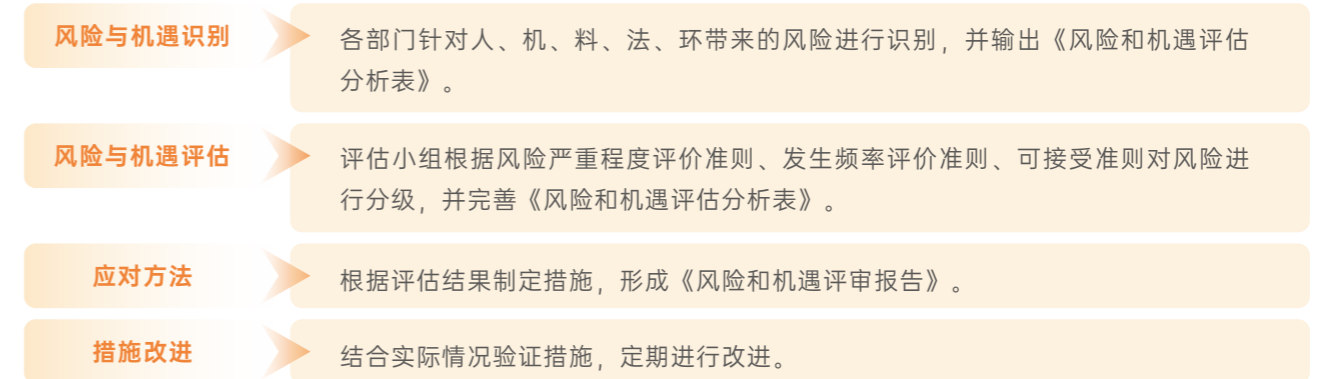 风险与机遇识别
各部门针对人、机、料、法、环带来的风险进行识别，并输出《风险和机遇评估
分析表》。
风险与机遇评估
评估小组根据风险严重程度评价准则、发生频率评价准则、可接受准则对风险进
行分级，并完善《风险和机遇评估分析表》。
应对方法
根据评估结果制定措施，形成《风险和机遇评审报告》。
措施改进
结合实际情况验证措施，定期进行改进。